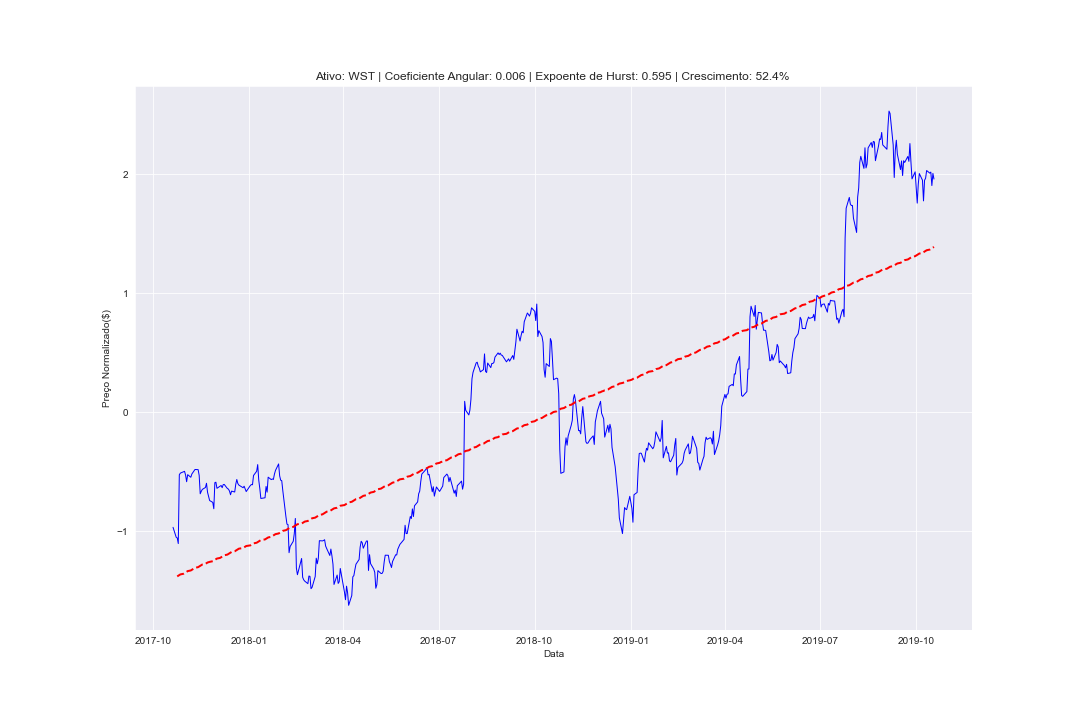 Ativo: WST | Coeficiente Angular: 0.006 | Expoente de Hurst: 0.595 | Crescimento: 52.4%
Preço Normalizado($)
2
1
0
−1
2017-10 2018-01 2018-04 2018-07 2018-10 2019-01 2019-04 2019-07 2019-10
Data